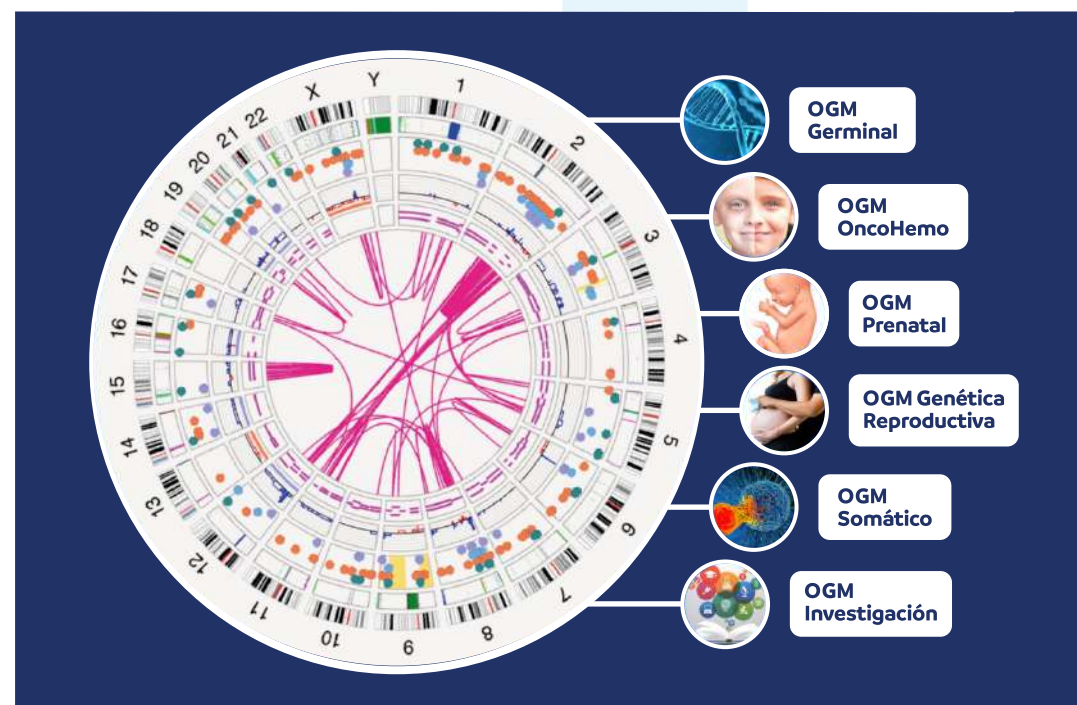 X
Y
1
2
3
4
5
6
7
8
9
10
11
12
13
14
15
16
17
18
19
20
21
22
OGM
Germinal
OGM
OncoHemo
OGM
Prenatal
OGM Genética
Reproductiva
OGM
Somático
OGM
Investigación